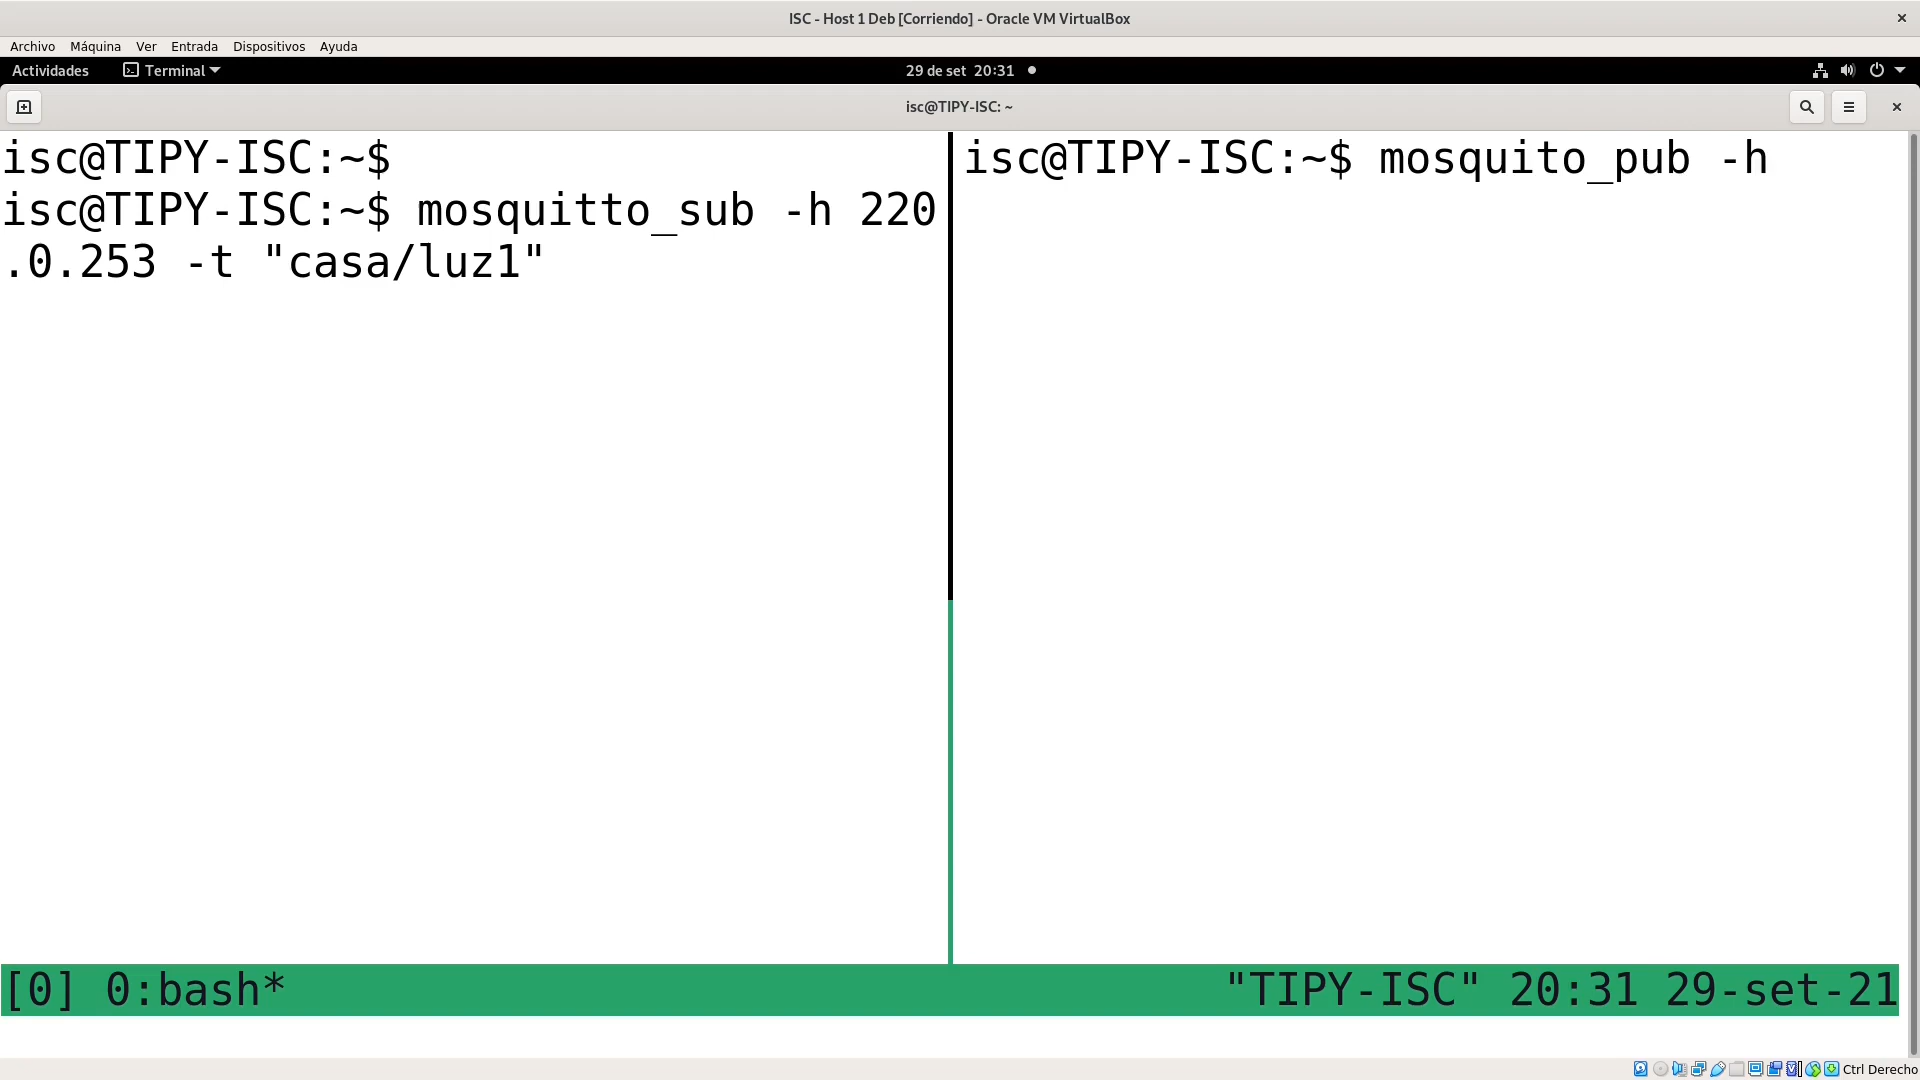 ISC - Host 1 Deb [Corriendo] - Oracle VM VirtualBox
Archivo Máquina Ver Entrada Dispositivos Ayuda
Actividades Terminal 29 de set 20:31
isc@TIPY-ISC: ~
isc@TIPY-ISC:~$
isc@TIPY-ISC:~$ mosquitto_sub -h 220
.0.253 -t "casa/luz1"
isc@TIPY-ISC:~$ mosquito_pub -h
[0] 0:bash* "TIPY-ISC" 20:31 29-set-21
Ctrl Derecho